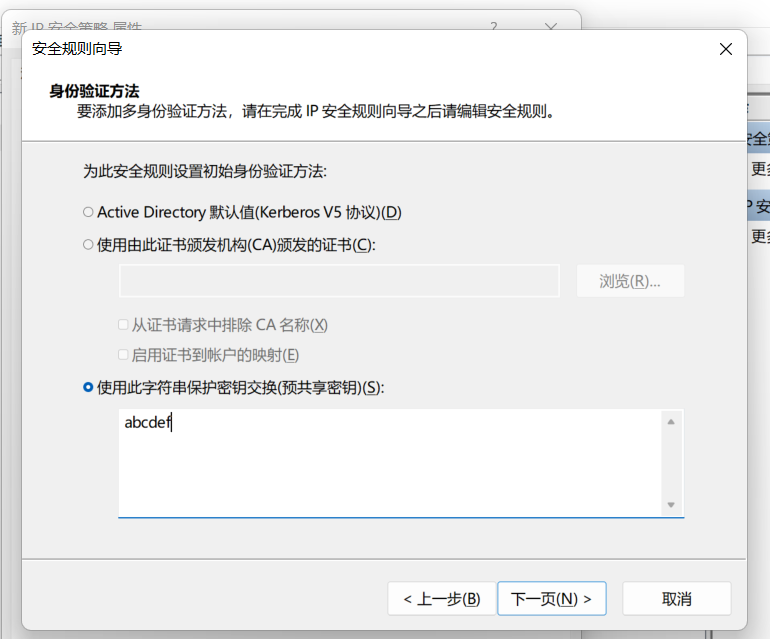 新 IP 安全策略 属性
?
安全规则向导
身份验证方法
要添加多身份验证方法，请在完成 IP 安全规则向导之后请编辑安全规则。
为此安全规则设置初始身份验证方法:
Active Directory 默认值(Kerberos V5 协议)(D)
使用由此证书颁发机构(CA)颁发的证书(C):
浏览(R)...
从证书请求中排除 CA 名称(X)
启用证书到帐户的映射(E)
使用此字符串保护密钥交换(预共享密钥)(S):
abcdef
< 上一步(B)
下一页(N) >
取消